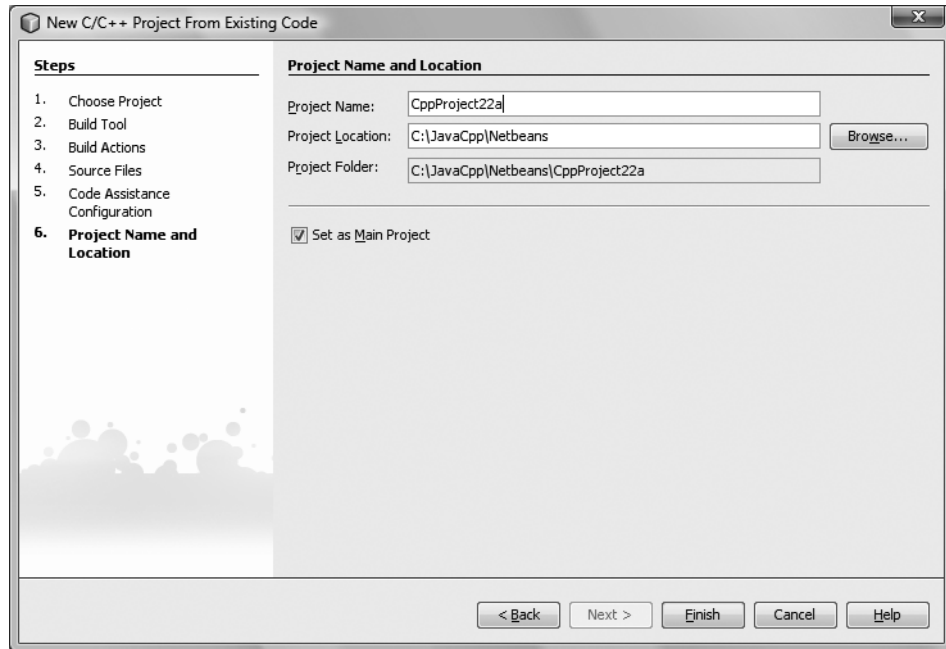 New C/C++ Project From Existing Code
Steps
1. Choose Project
2. Build Tool
3. Build Actions
4. Source Files
5. Code Assistance
Configuration
6. Project Name and
Location
Project Name and Location
Project Name: CppProject22a
Project Location: C:\JavaCpp\Netbeans Browse...
Project Folder: C:\JavaCpp\Netbeans\CppProject22a
Set as Main Project
< Back Next > Finish Cancel Help